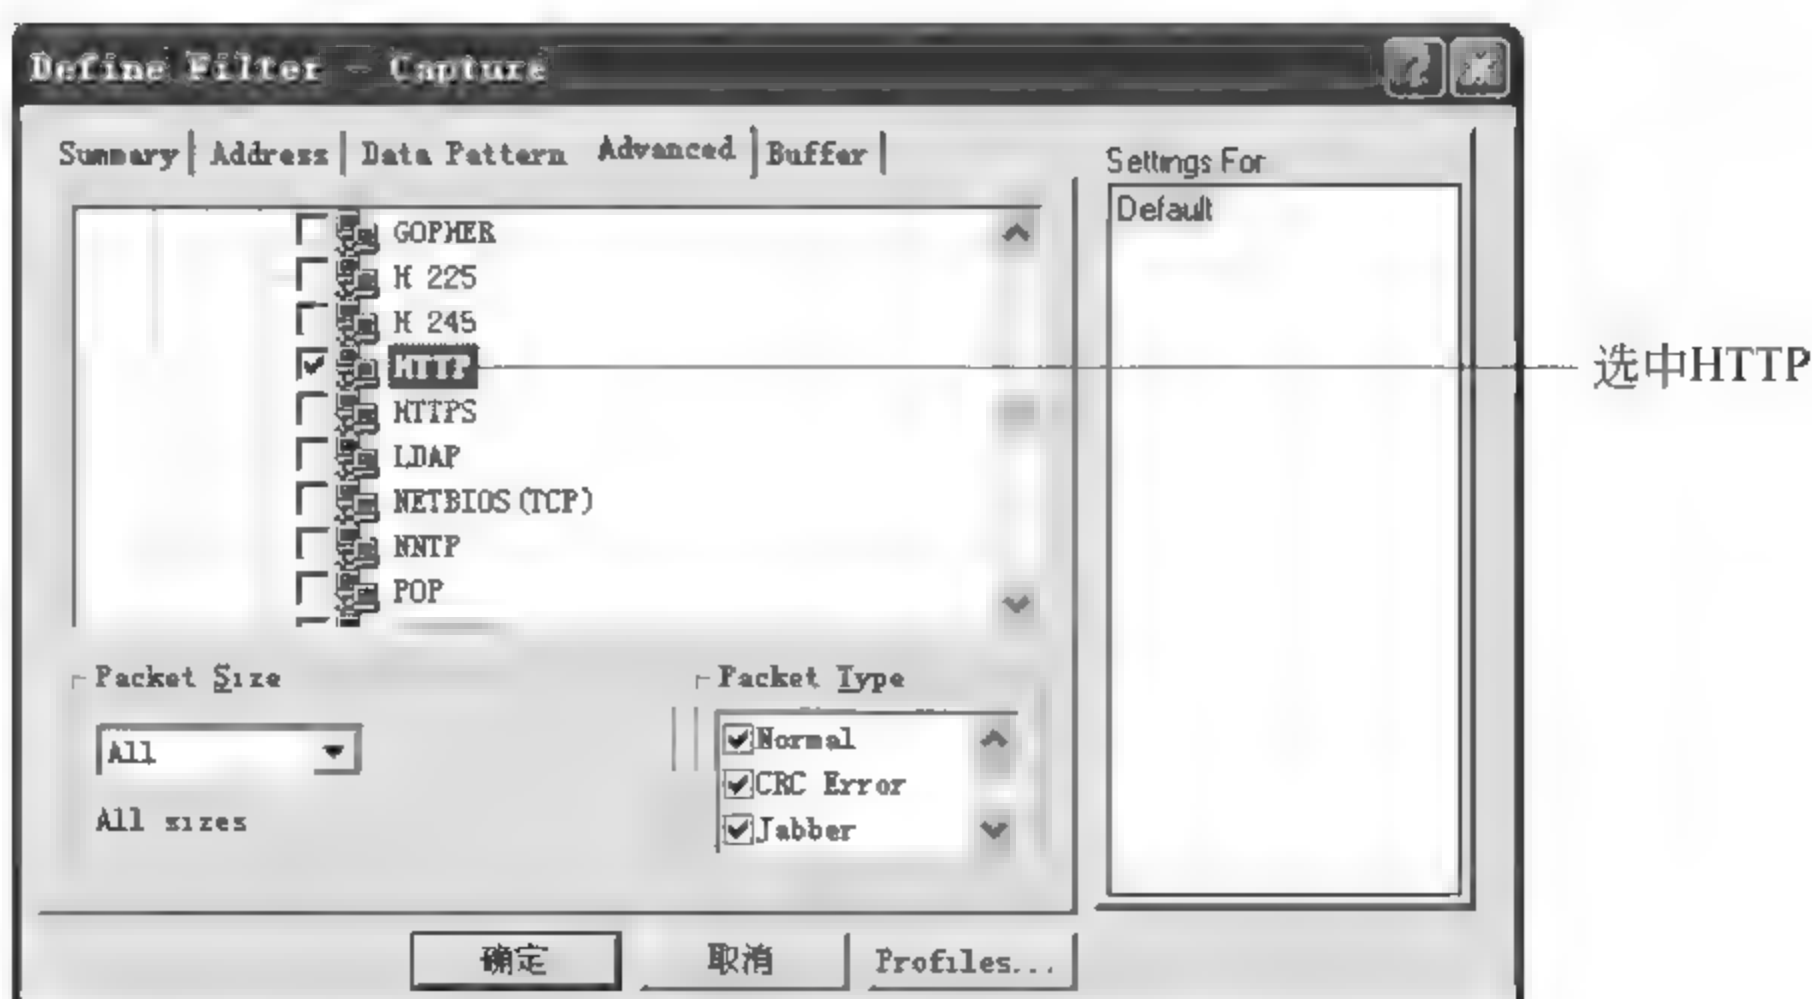 Define Filter - Capture
Summary Address Data Pattern Advanced Buffer
Settings For
Default
GOPHER
H 225
H 245
HTTP
选中HTTP
HTTPS
LDAP
NETBIOS(TCP)
NNTP
POP
Packet Size
All
All sizes
Packet Type
Normal
CRC Error
Jabber
确定 取消 Profiles...